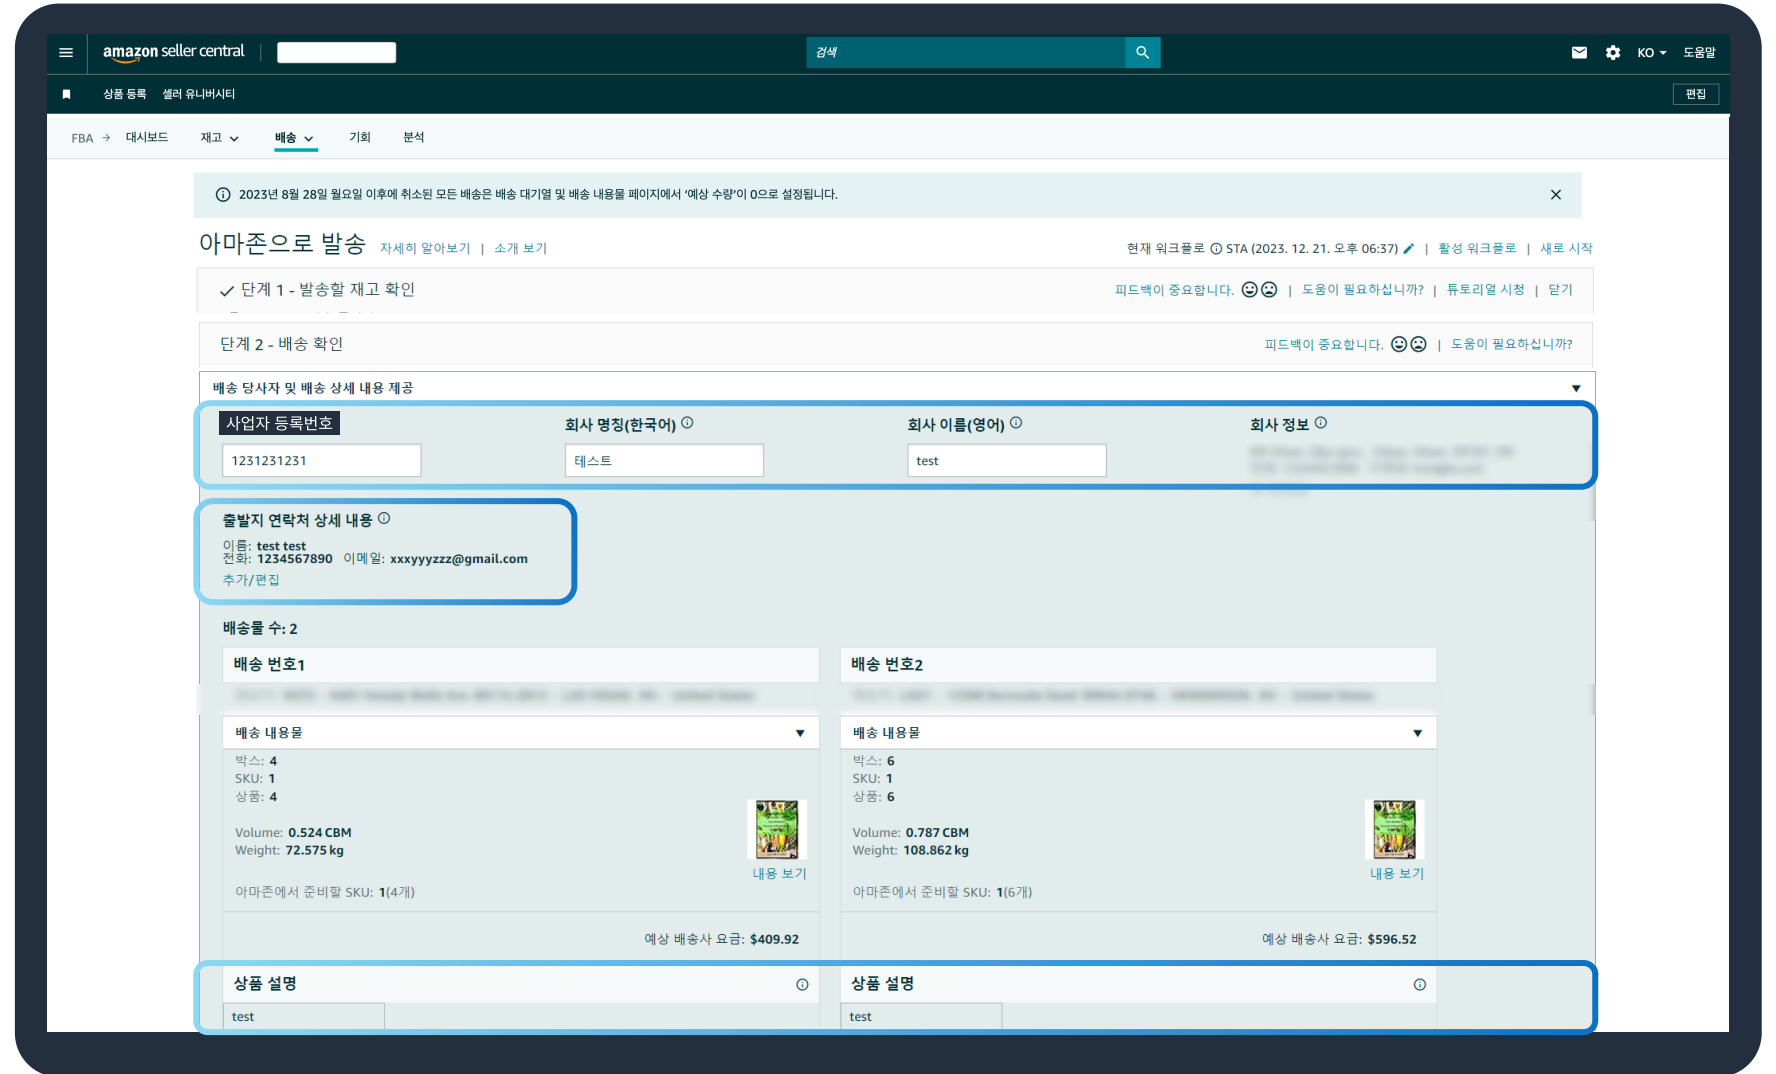 amazon seller central
검색
KO
도움말
상품 등록 셀러 유니버시티
편집
FBA → 대시보드 재고 배송 기회 분석
2023년 8월 28일 월요일 이후에 취소된 모든 배송은 배송 대기열 및 배송 내용물 페이지에서 '예상 수량'이 0으로 설정됩니다.
아마존으로 발송 자세히 알아보기 | 소개 보기
현재 워크플로 STA (2023. 12. 21. 오후 06:37) | 활성 워크플로 | 새로 시작
단계 1 - 발송할 재고 확인
피드백이 중요합니다. | 도움이 필요하십니까? | 튜토리얼 시청 | 닫기
단계 2 - 배송 확인
피드백이 중요합니다. | 도움이 필요하십니까?
배송 당사자 및 배송 상세 내용 제공
사업자 등록번호
회사 명칭(한국어)
회사 이름(영어)
회사 정보
1231231231
테스트
test
출발지 연락처 상세 내용
이름: test test
전화: 1234567890 이메일: xxxyyyzzz@gmail.com
추가/편집
배송물 수: 2
배송 번호1
배송 내용물
박스: 4
SKU: 1
상품: 4
Volume: 0.524 CBM
Weight: 72.575 kg
내용 보기
아마존에서 준비할 SKU: 1(4개)
예상 배송사 요금: $409.92
상품 설명
test
배송 번호2
배송 내용물
박스: 6
SKU: 1
상품: 6
Volume: 0.787 CBM
Weight: 108.862 kg
내용 보기
아마존에서 준비할 SKU: 1(6개)
예상 배송사 요금: $596.52
상품 설명
test